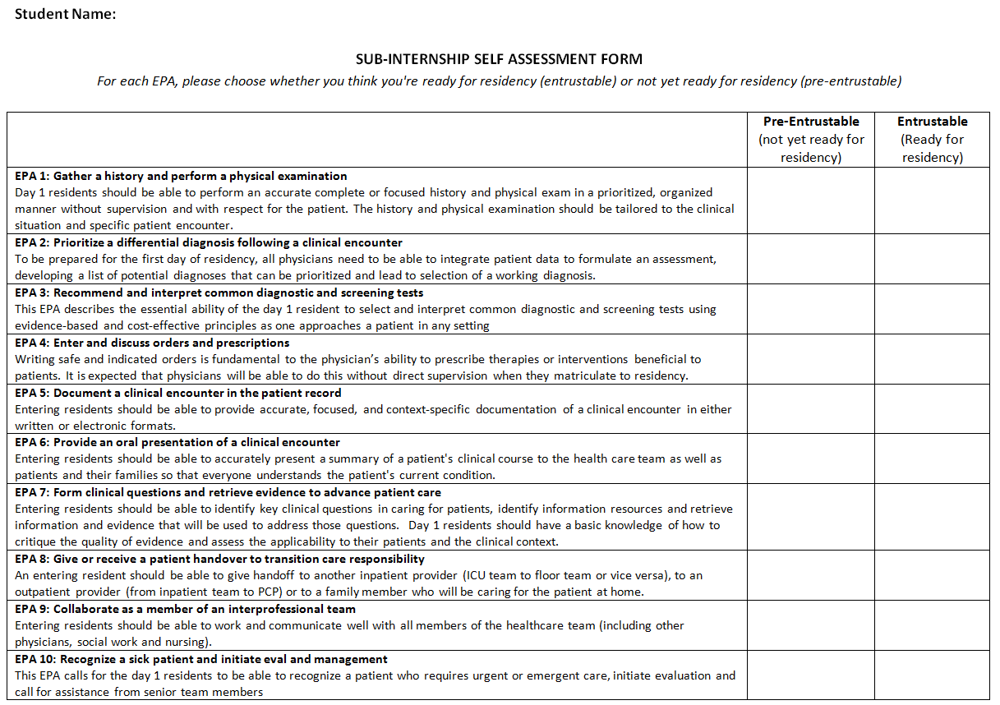 Student Name:
SUB-INTERNSHIP SELF ASSESSMENT FORM
For each EPA, please choose whether you think you're ready for residency (entrustable) or not yet ready for residency (pre-entrustable)
Pre-Entrustable
(not yet ready for
residency)
Entrustable
(Ready for
residency)
EPA 1: Gather a history and perform a physical examination
Day 1 residents should be able to perform an accurate complete or focused history and physical exam in a prioritized, organized
manner without supervision and with respect for the patient. The history and physical examination should be tailored to the clinical
situation and specific patient encounter.
EPA 2: Prioritize a differential diagnosis following a clinical encounter
To be prepared for the first day of residency, all physicians need to be able to integrate patient data to formulate an assessment,
developing a list of potential diagnoses that can be prioritized and lead to selection of a working diagnosis.
EPA 3: Recommend and interpret common diagnostic and screening tests
This EPA describes the essential ability of the day 1 resident to select and interpret common diagnostic and screening tests using
evidence-based and cost-effective principles as one approaches a patient in any setting
EPA 4: Enter and discuss orders and prescriptions
Writing safe and indicated orders is fundamental to the physician’s ability to prescribe therapies or interventions beneficial to
patients. It is expected that physicians will be able to do this without direct supervision when they matriculate to residency.
EPA 5: Document a clinical encounter in the patient record
Entering residents should be able to provide accurate, focused, and context-specific documentation of a clinical encounter in either
written or electronic formats.
EPA 6: Provide an oral presentation of a clinical encounter
Entering residents should be able to accurately present a summary of a patient's clinical course to the health care team as well as
patients and their families so that everyone understands the patient's current condition.
EPA 7: Form clinical questions and retrieve evidence to advance patient care
Entering residents should be able to identify key clinical questions in caring for patients, identify information resources and retrieve
information and evidence that will be used to address those questions. Day 1 residents should have a basic knowledge of how to
critique the quality of evidence and assess the applicability to their patients and the clinical context.
EPA 8: Give or receive a patient handover to transition care responsibility
An entering resident should be able to give handoff to another inpatient provider (ICU team to floor team or vice versa), to an
outpatient provider (from inpatient team to PCP) or to a family member who will be caring for the patient at home.
EPA 9: Collaborate as a member of an interprofessional team
Entering residents should be able to work and communicate well with all members of the healthcare team (including other
physicians, social work and nursing).
EPA 10: Recognize a sick patient and initiate eval and management
This EPA calls for the day 1 residents to be able to recognize a patient who requires urgent or emergent care, initiate evaluation and
call for assistance from senior team members